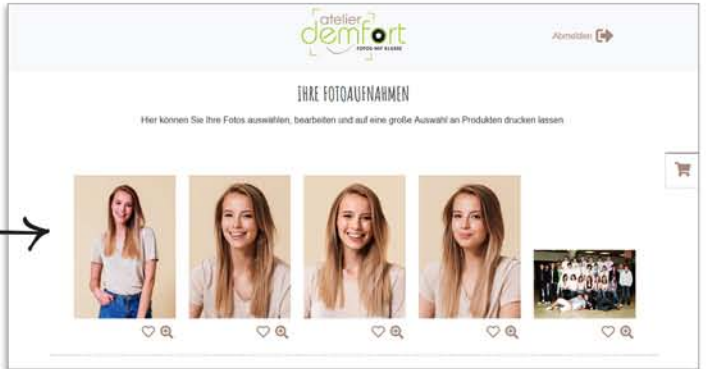 atelier
demfort
FOTOS MIT KLASSE
Abmelden
IHRE FOTOAUFNAHMEN
Hier können Sie Ihre Fotos auswählen, bearbeiten und auf eine große Auswahl an Produkten drucken lassen